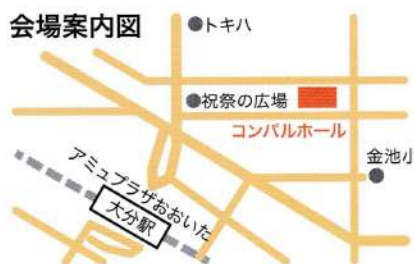 会場案内図
●トキハ
●祝祭の広場
コンパルホール
金池小
アミュプラザおおいた
大分駅